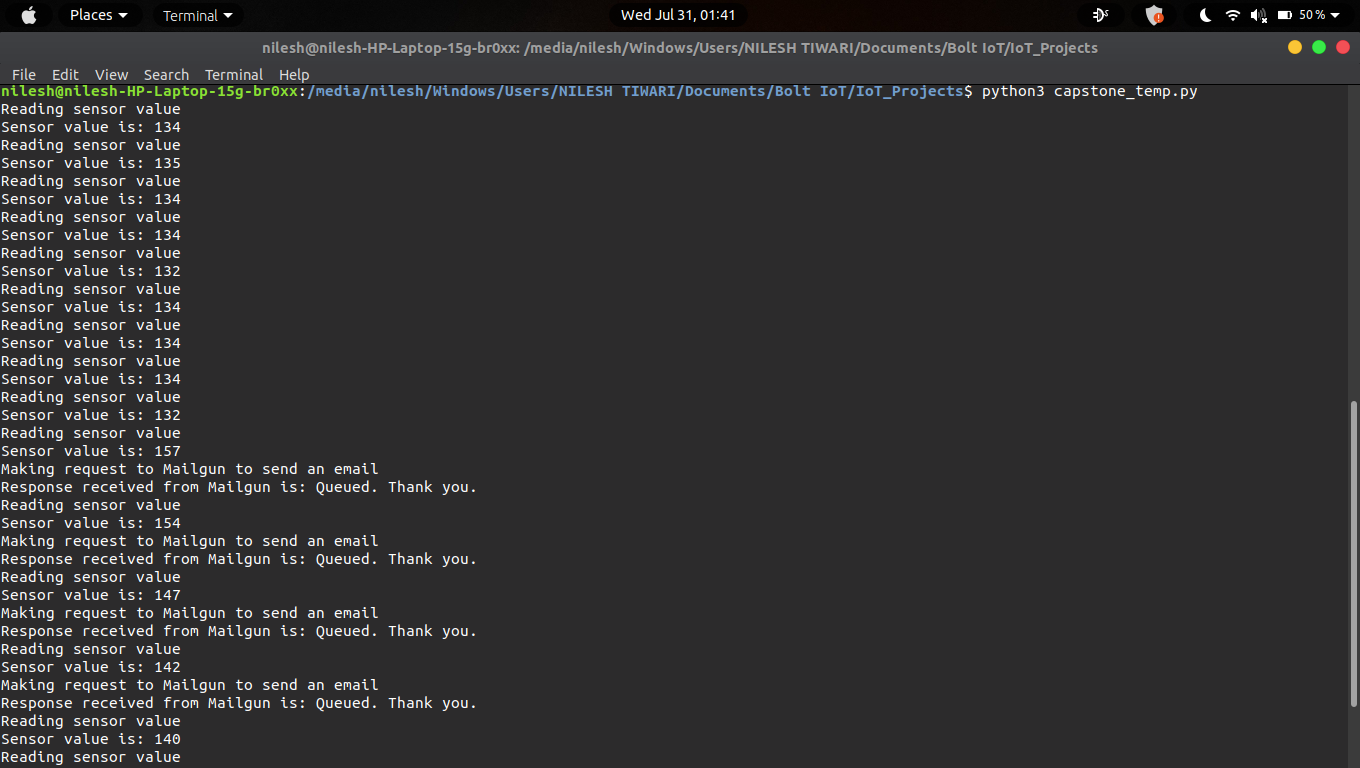 Places Terminal Wed Jul 31, 01:41 50 %
nilesh@nilesh-HP-Laptop-15g-br0xx: /media/nilesh/Windows/Users/NILESH TIWARI/Documents/Bolt IoT/IoT_Projects
File Edit View Search Terminal Help
nilesh@nilesh-HP-Laptop-15g-br0xx:/media/nilesh/Windows/Users/NILESH TIWARI/Documents/Bolt IoT/IoT_Projects$ python3 capstone_temp.py
Reading sensor value
Sensor value is: 134
Reading sensor value
Sensor value is: 135
Reading sensor value
Sensor value is: 134
Reading sensor value
Sensor value is: 134
Reading sensor value
Sensor value is: 132
Reading sensor value
Sensor value is: 134
Reading sensor value
Sensor value is: 134
Reading sensor value
Sensor value is: 134
Reading sensor value
Sensor value is: 132
Reading sensor value
Sensor value is: 157
Making request to Mailgun to send an email
Response received from Mailgun is: Queued. Thank you.
Reading sensor value
Sensor value is: 154
Making request to Mailgun to send an email
Response received from Mailgun is: Queued. Thank you.
Reading sensor value
Sensor value is: 147
Making request to Mailgun to send an email
Response received from Mailgun is: Queued. Thank you.
Reading sensor value
Sensor value is: 142
Making request to Mailgun to send an email
Response received from Mailgun is: Queued. Thank you.
Reading sensor value
Sensor value is: 140
Reading sensor value